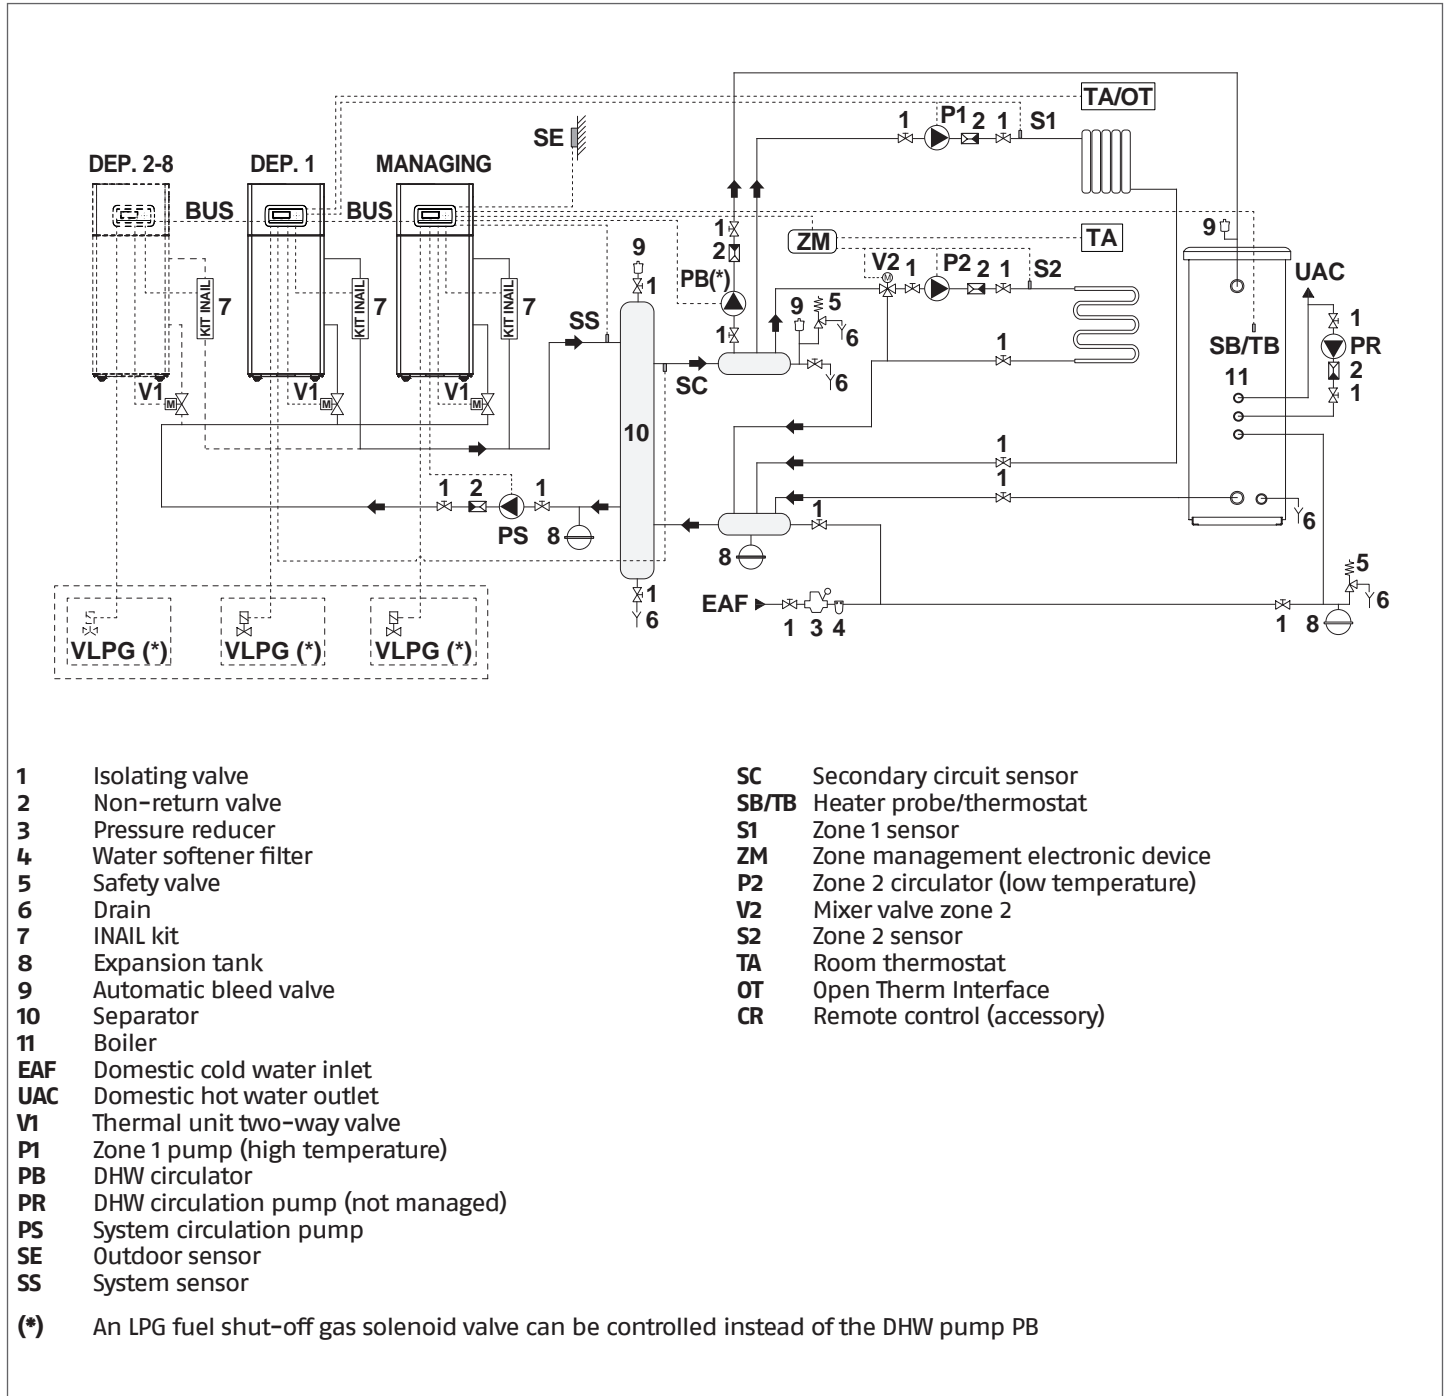 TA/OT
1 P1 2 1 S1
SE
DEP. 2-8 DEP. 1 MANAGING
BUS BUS
1
ZM TA
9
9 2 V2 1 P2 2 1 S2
UAC
PB(*)
1
KIT INAIL 7 KIT INAIL 7 KIT INAIL 7
SS
9 5
1
1 6
SB/TB PR
1
SC 6
11 2
V1 M V1 M V1 M
1
10
1
1
1 2 1
1
PS 8
6
8
5
EAF
1 3 4
1 8 6
1
6
VLPG (*) VLPG (*) VLPG (*)
1 Isolating valve
2 Non-return valve
3 Pressure reducer
4 Water softener filter
5 Safety valve
6 Drain
7 INAIL kit
8 Expansion tank
9 Automatic bleed valve
10 Separator
11 Boiler
EAF Domestic cold water inlet
UAC Domestic hot water outlet
V1 Thermal unit two-way valve
P1 Zone 1 pump (high temperature)
PB DHW circulator
PR DHW circulation pump (not managed)
PS System circulation pump
SE Outdoor sensor
SS System sensor
SC Secondary circuit sensor
SB/TB Heater probe/thermostat
S1 Zone 1 sensor
ZM Zone management electronic device
P2 Zone 2 circulator (low temperature)
V2 Mixer valve zone 2
S2 Zone 2 sensor
TA Room thermostat
OT Open Therm Interface
CR Remote control (accessory)
(*) An LPG fuel shut-off gas solenoid valve can be controlled instead of the DHW pump PB